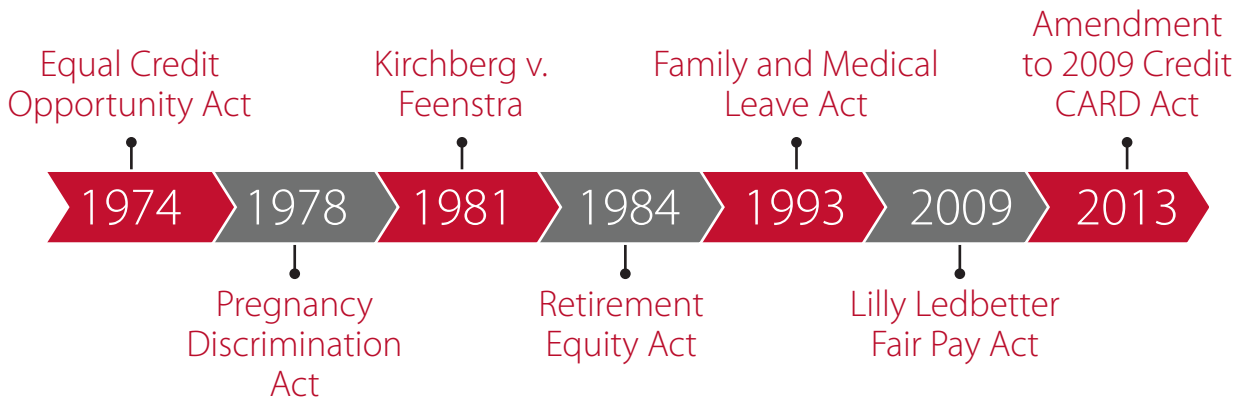 Equal Credit
Opportunity Act
Kirchberg v.
Feenstra
Family and Medical
Leave Act
Amendment
to 2009 Credit
CARD Act
1974
1978
1981
1984
1993
2009
2013
Pregnancy
Discrimination
Act
Retirement
Equity Act
Lilly Ledbetter
Fair Pay Act